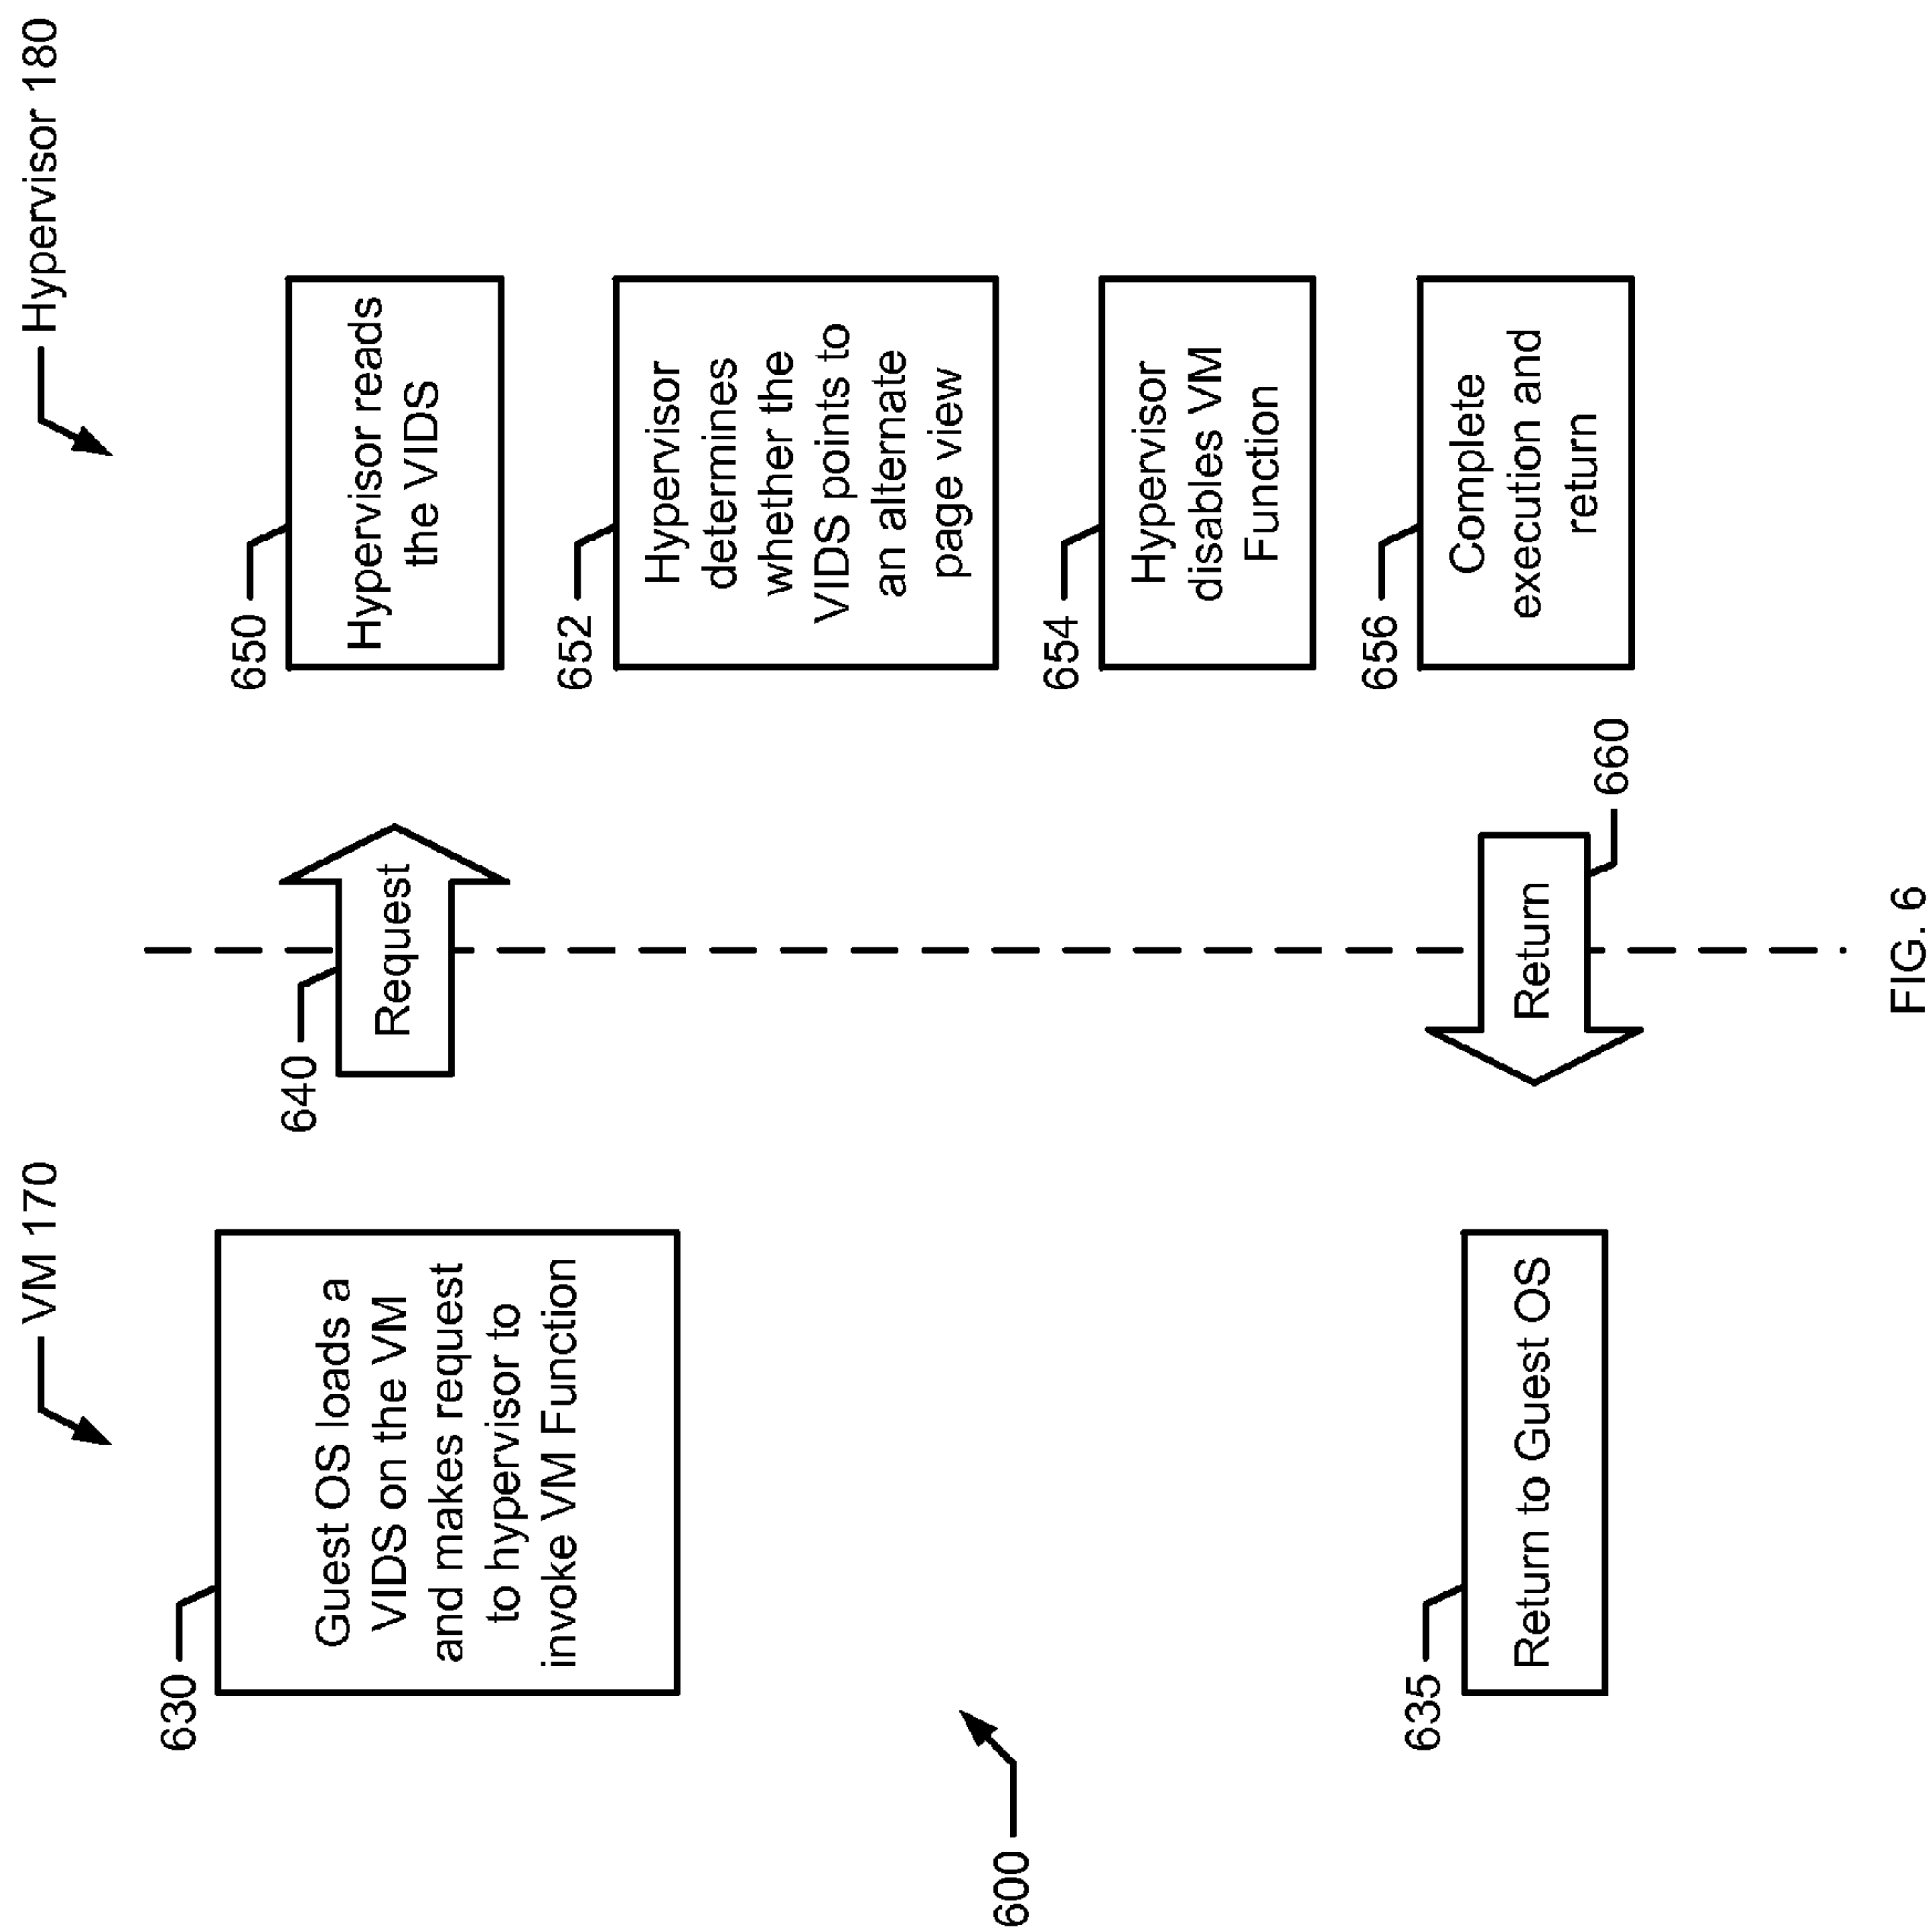 VM 170
Hypervisor 180
630
Guest OS loads a
VIDS on the VM
and makes request
to hypervisor to
invoke VM Function
640
Request
650
Hypervisor reads
the VIDS
652
Hypervisor
determines
whether the
VIDS points to
an alternate
page view
654
Hypervisor
disables VM
Function
656
Complete
execution and
return
660
Return
635
Return to Guest OS
600
FIG. 6